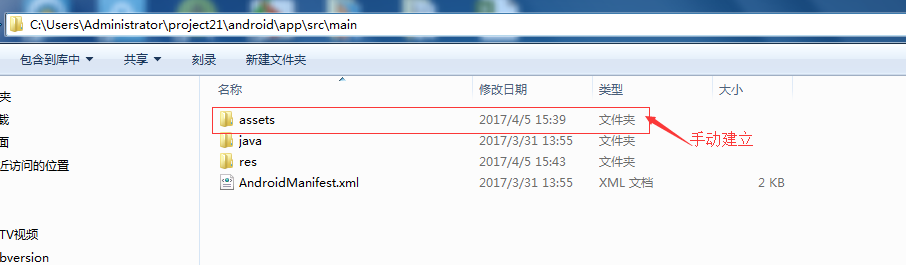 C:\Users\Administrator\project21\android\app\src\main
包含到库中 共享 刻录 新建文件夹
名称 修改日期 类型 大小
夹
载
面
近访问的位置
TV视频
bversion
assets 2017/4/5 15:39 文件夹
java 2017/3/31 13:55 文件夹
res 2017/4/5 15:43 文件夹
AndroidManifest.xml 2017/3/31 13:55 XML 文档 2 KB
手动建立